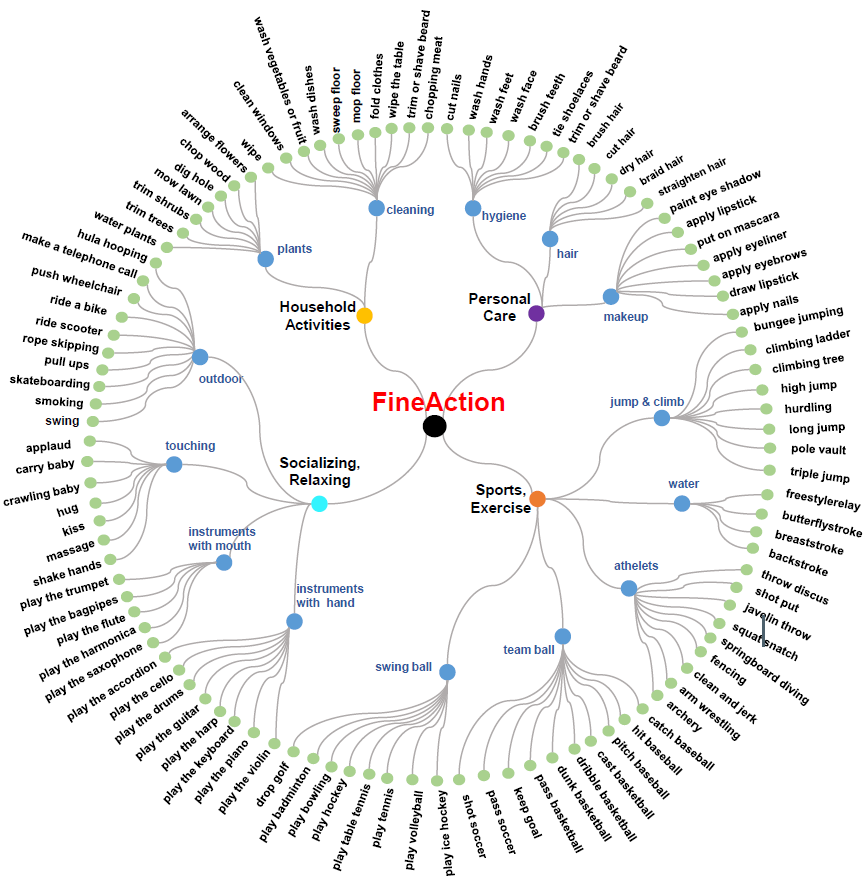 FineAction
Household
Activities
Personal
Care
Socializing,
Relaxing
Sports,
Exercise
cleaning
plants
hygiene
hair
makeup
outdoor
touching
instruments
with mouth
instruments
with hand
swing ball
team ball
athelets
water
jump & climb
wipe
clean windows
wash vegetables or fruit
wash dishes
sweep floor
mop floor
fold clothes
wipe the table
trim or shave beard
chopping meat
cut nails
wash hands
wash feet
wash face
brush teeth
tie shoelaces
trim or shave beard
brush hair
cut hair
dry hair
braid hair
straighten hair
paint eye shadow
apply lipstick
put on mascara
apply eyeliner
apply eyebrows
draw lipstick
apply nails
bungee jumping
climbing ladder
climbing tree
high jump
hurdling
long jump
pole vault
triple jump
freestylerelay
butterflystroke
breaststroke
backstroke
throw discus
shot put
javelin throw
squat snatch
springboard diving
fencing
clean and jerk
arm wrestling
archery
catch baseball
hit baseball
pitch baseball
cast basketball
dribble basketball
dunk basketball
pass basketball
keep goal
pass soccer
shot soccer
play ice hockey
play volleyball
play tennis
play table tennis
play hockey
play bowling
play badminton
drop golf
play the violin
play the piano
play the keyboard
play the harp
play the guitar
play the drums
play the cello
play the accordion
play the saxophone
play the harmonica
play the flute
play the bagpipes
play the trumpet
shake hands
massage
kiss
hug
crawling baby
carry baby
applaud
swing
smoking
skateboarding
pull ups
rope skipping
ride scooter
ride a bike
push wheelchair
make a telephone call
hula hooping
water plants
trim trees
trim shrubs
mow lawn
dig hole
chop wood
arrange flowers